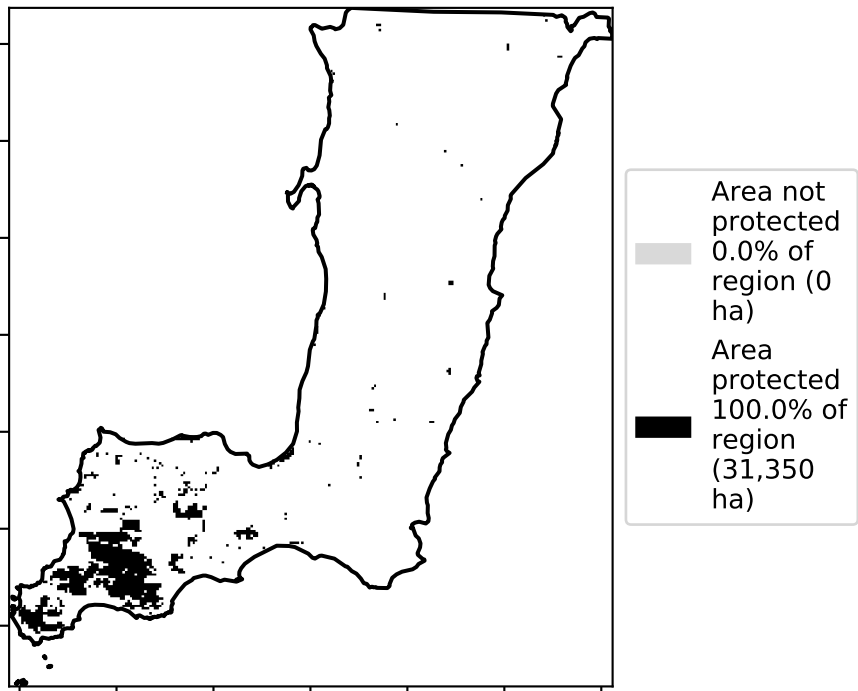 Area not
protected
0.0% of
region (0
ha)
Area
protected
100.0% of
region
(31,350
ha)